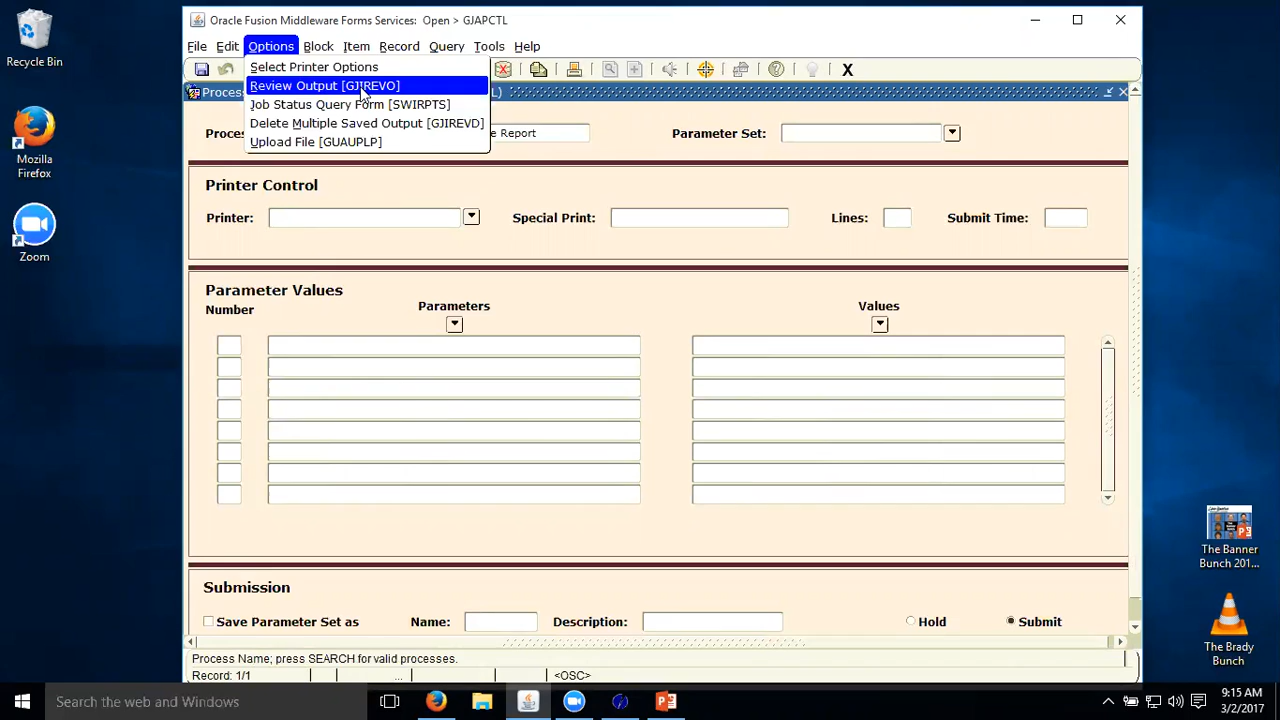 Recycle Bin
Mozilla
Firefox
Zoom
Oracle Fusion Middleware Forms Services: Open > GJAPCTL
File Edit Options Block Item Record Query Tools Help
Select Printer Options
Review Output [GJIREVO]
Job Status Query Form [SWIRPTS]
Delete Multiple Saved Output [GJIREVD]
Upload File [GUAUPLP]
X
Parameter Set:
Printer Control
Printer: Special Print: Lines: Submit Time:
Parameter Values
Number Parameters Values
Submission
Save Parameter Set as Name: Description: Hold Submit
Process Name; press SEARCH for valid processes.
Record: 1/1 ... <OSC>
The Banner
Bunch 201...
The Brady
Bunch
Search the web and Windows
9:15 AM
3/2/2017